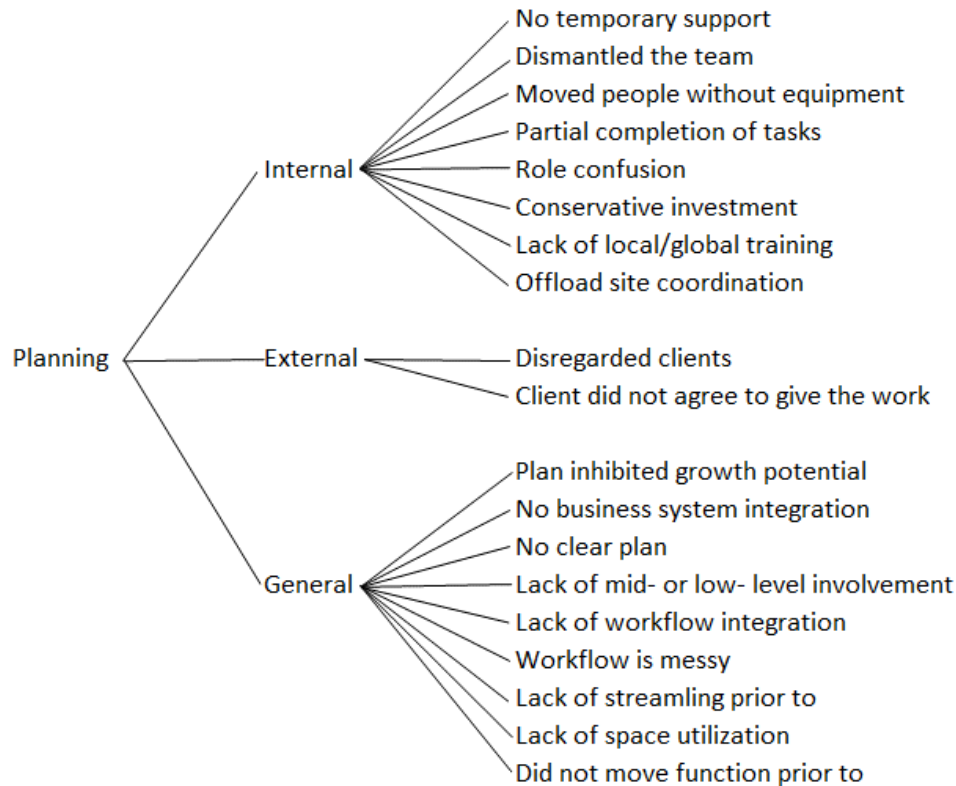 No temporary support
Dismantled the team
Moved people without equipment
Partial completion of tasks
Internal
Role confusion
Conservative investment
Lack of local/global training
Offload site coordination
Planning
External
Disregarded clients
Client did not agree to give the work
Plan inhibited growth potential
No business system integration
No clear plan
General
Lack of mid- or low- level involvement
Lack of workflow integration
Workflow is messy
Lack of streamling prior to
Lack of space utilization
Did not move function prior to